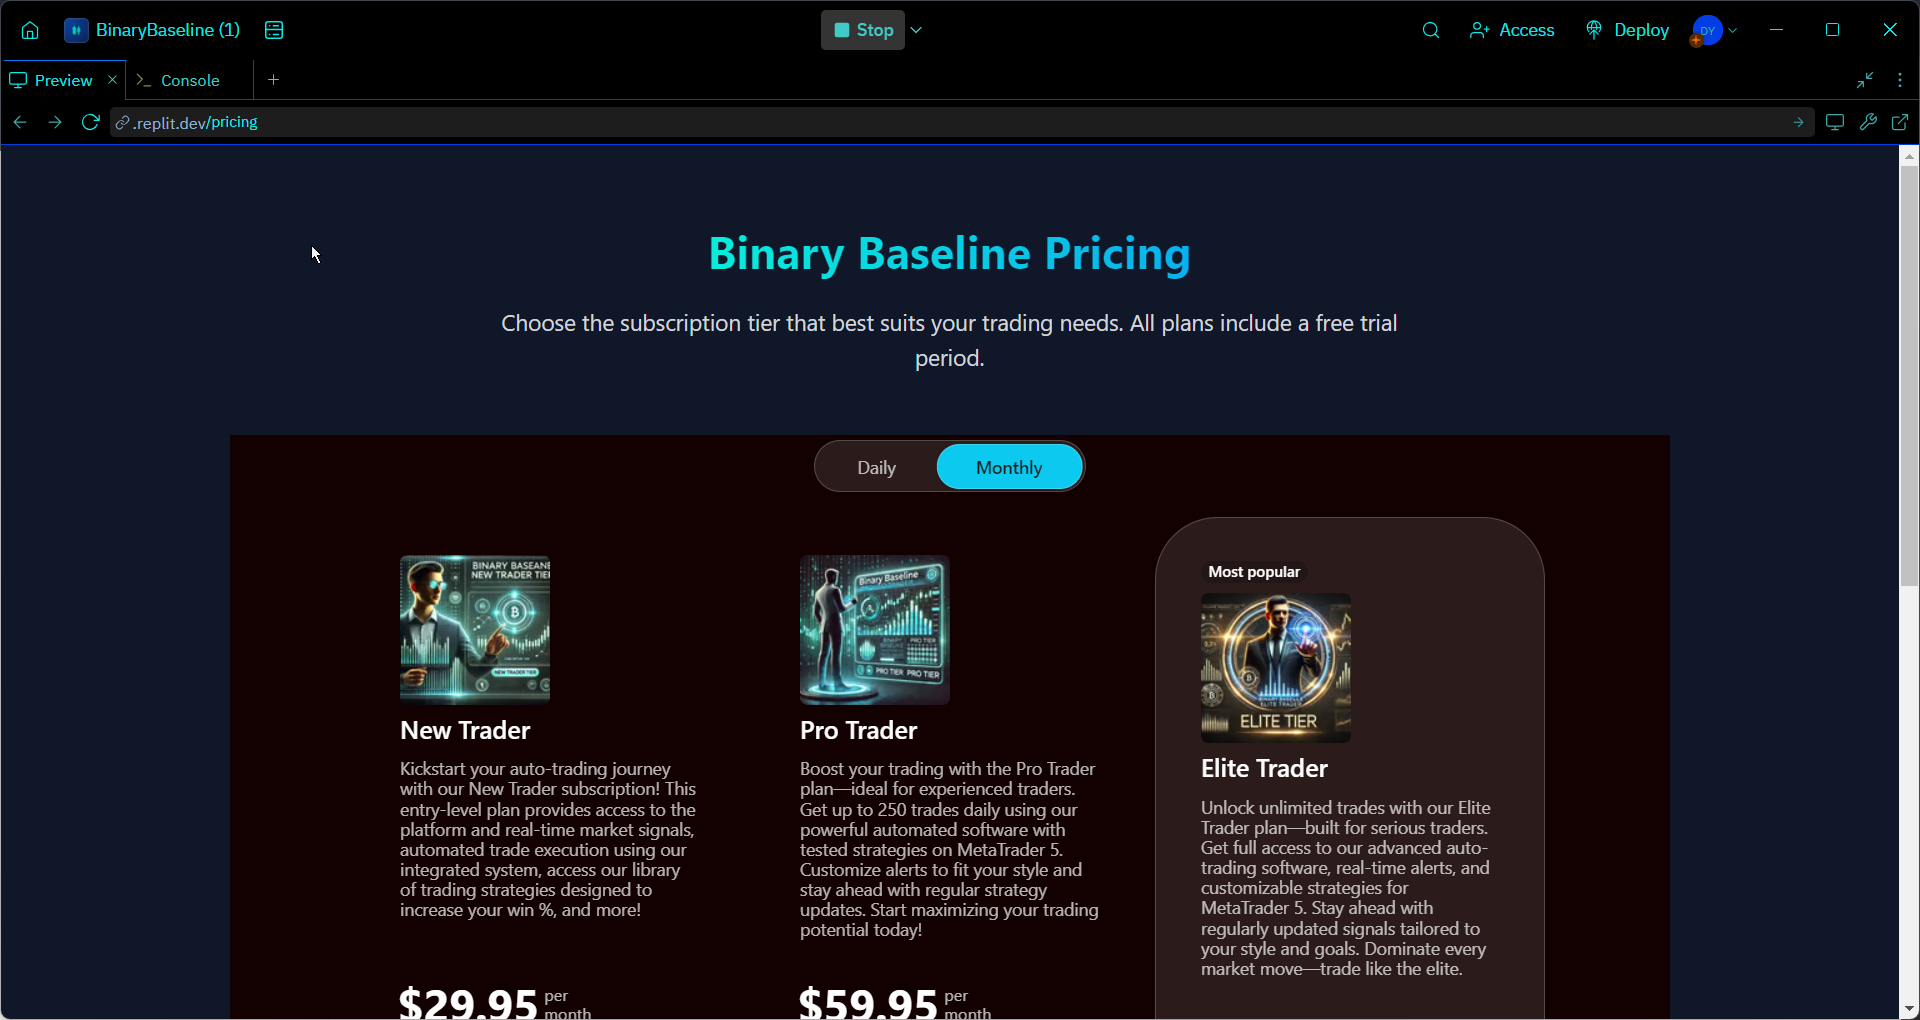 BinaryBaseline (1)
Stop
Access
Deploy
DY
Preview
Console
.replit.dev/pricing
Binary Baseline Pricing
Choose the subscription tier that best suits your trading needs. All plans include a free trial
period.
Daily
Monthly
BINARY BASEANE
NEW TRADER TIE
NEW TRADER TIER
New Trader
Kickstart your auto-trading journey
with our New Trader subscription! This
entry-level plan provides access to the
platform and real-time market signals,
automated trade execution using our
integrated system, access our library
of trading strategies designed to
increase your win %, and more!
$29.95 per
month
Binary Baseline
PRO TIER
PRO TIER PRO TIER
Pro Trader
Boost your trading with the Pro Trader
plan—ideal for experienced traders.
Get up to 250 trades daily using our
powerful automated software with
tested strategies on MetaTrader 5.
Customize alerts to fit your style and
stay ahead with regular strategy
updates. Start maximizing your trading
potential today!
$59.95 per
month
Most popular
ELITE TRADER
ELITE TIER
Elite Trader
Unlock unlimited trades with our Elite
Trader plan—built for serious traders.
Get full access to our advanced auto-
trading software, real-time alerts, and
customizable strategies for
MetaTrader 5. Stay ahead with
regularly updated signals tailored to
your style and goals. Dominate every
market move—trade like the elite.